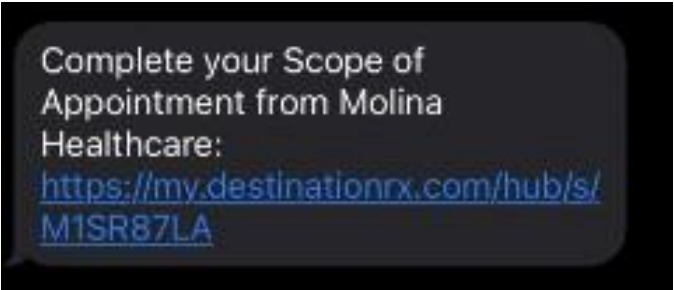 Complete your Scope of
Appointment from Molina
Healthcare:
https://my.destinationrx.com/hub/s/
M1SR87LA